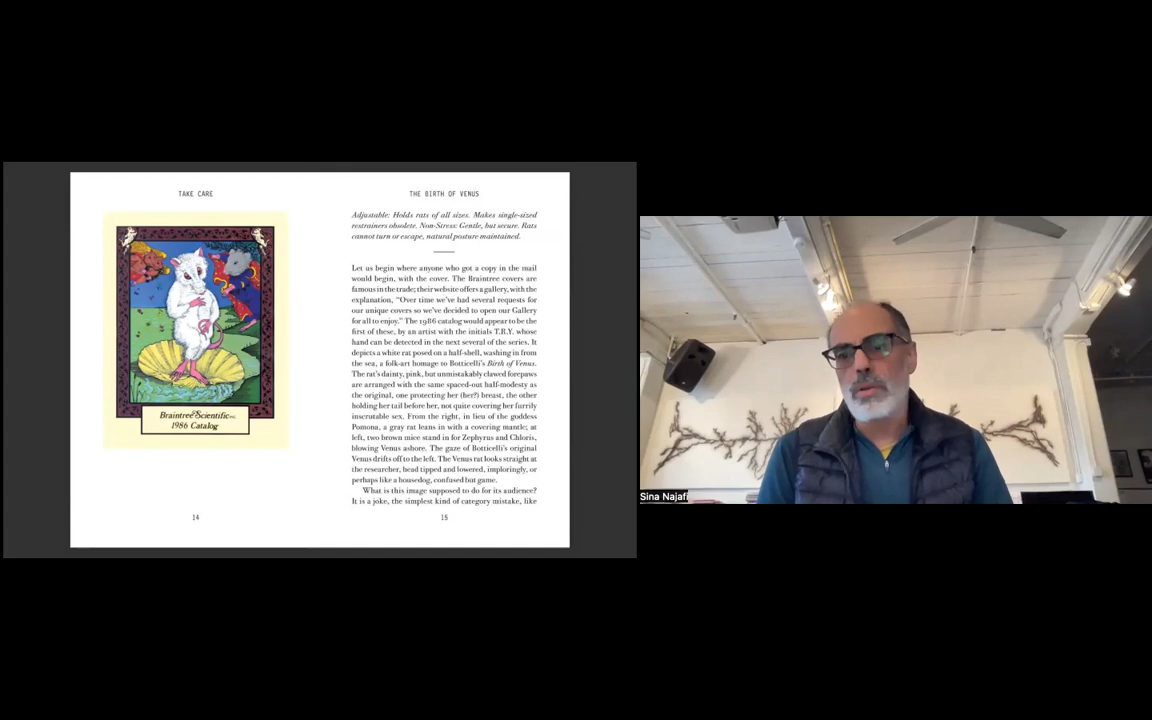 TAKE CARE
Braintree Scientific INC.
1986 Catalog
14
THE BIRTH OF VENUS
Adjustable: Holds rats of all sizes. Makes single-sized
restrainers obsolete. Non-Stress: Gentle, but secure. Rats
cannot turn or escape, natural posture maintained.
Let us begin where anyone who got a copy in the mail
would begin, with the cover. The Braintree covers are
famous in the trade; their website offers a gallery, with the
explanation, “Over time we’ve had several requests for
our unique covers so we’ve decided to open our Gallery
for all to enjoy.” The 1986 catalog would appear to be the
first of these, by an artist with the initials T.R.Y. whose
hand can be detected in the next several of the series. It
depicts a white rat posed on a half-shell, washing in from
the sea, a folk-art homage to Botticelli’s Birth of Venus.
The rat’s dainty, pink, but unmistakably clawed forepaws
are arranged with the same spaced-out half-modesty as
the original, one protecting her (her?) breast, the other
holding her tail before her, not quite covering her furrily
inscrutable sex. From the right, in lieu of the goddess
Pomona, a gray rat leans in with a covering mantle; at
left, two brown mice stand in for Zephyrus and Chloris,
blowing Venus ashore. The gaze of Botticelli’s original
Venus drifts off to the left. The Venus rat looks straight at
the researcher, head tipped and lowered, imploringly, or
perhaps like a housedog, confused but game.
What is this image supposed to do for its audience?
It is a joke, the simplest kind of category mistake, like
15
Sina Najafi